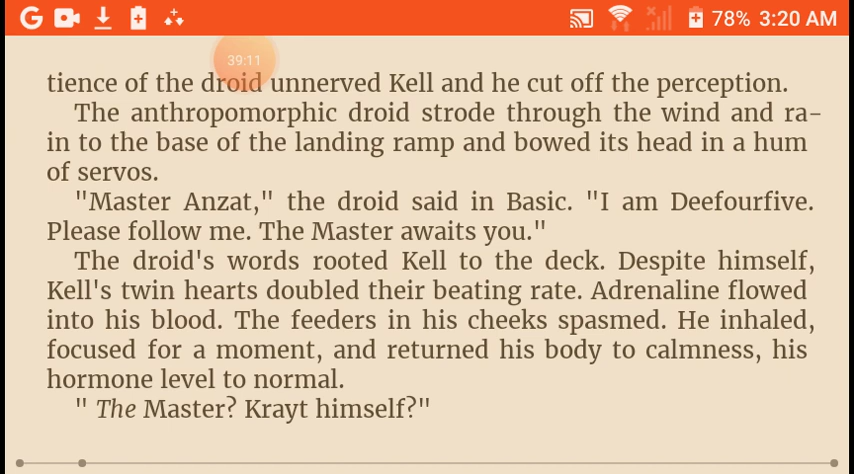 78% 3:20 AM
39:11
tience of the droid unnerved Kell and he cut off the perception.
The anthropomorphic droid strode through the wind and ra-
in to the base of the landing ramp and bowed its head in a hum
of servos.
"Master Anzat," the droid said in Basic. "I am Deefourfive.
Please follow me. The Master awaits you."
The droid's words rooted Kell to the deck. Despite himself,
Kell's twin hearts doubled their beating rate. Adrenaline flowed
into his blood. The feeders in his cheeks spasmed. He inhaled,
focused for a moment, and returned his body to calmness, his
hormone level to normal.
" The Master? Krayt himself?"